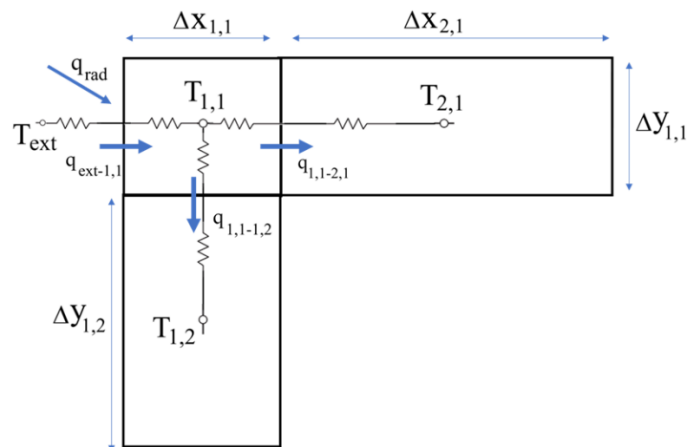 Δx1,1 Δx2,1
qrad
T1,1 T2,1
Text Δy1,1
qext-1,1 q1,1-2,1
q1,1-1,2
Δy1,2 T1,2